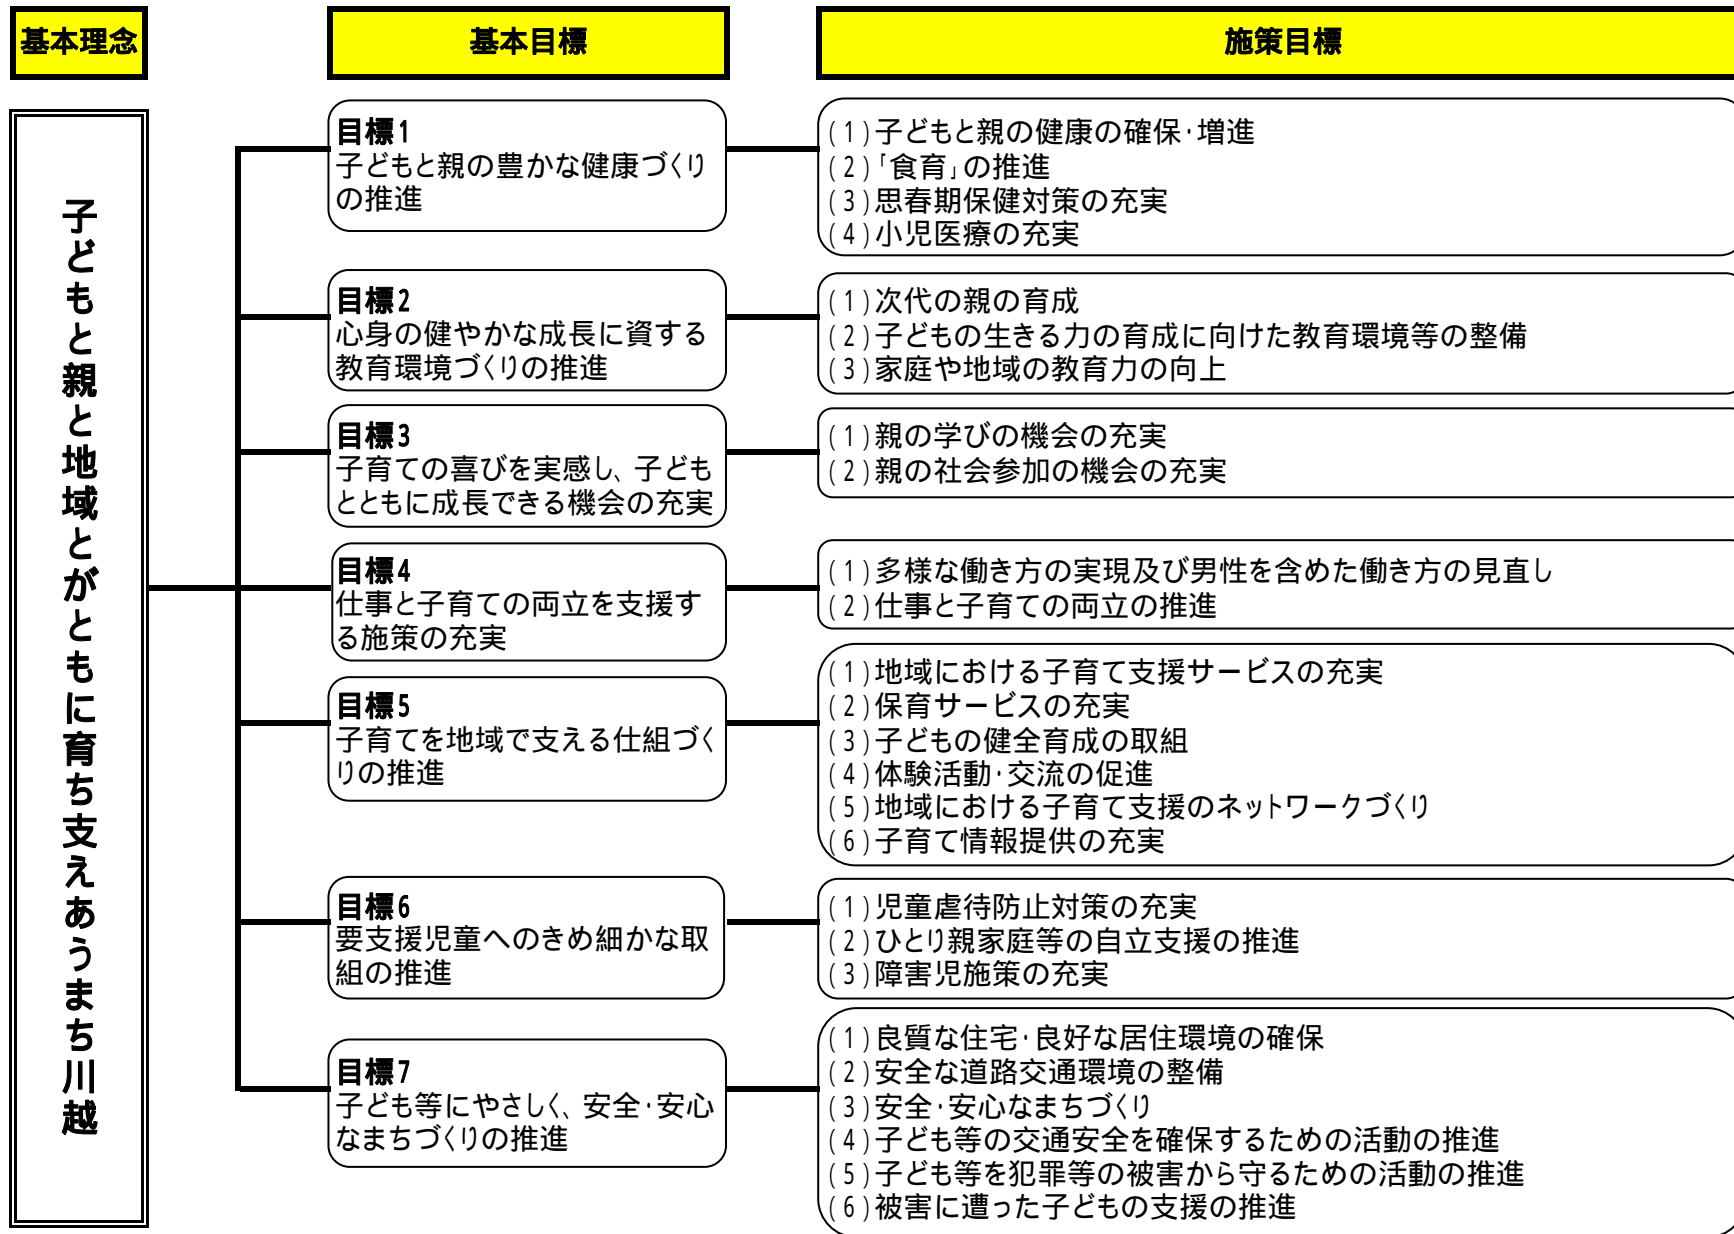 基本理念
基本目標
施策目標
子どもと親と地域とがともに育ち支えあうまち川越
目標1
子どもと親の豊かな健康づくり
の推進
(1)子どもと親の健康の確保・増進
(2)「食育」の推進
(3)思春期保健対策の充実
(4)小児医療の充実
目標2
心身の健やかな成長に資する
教育環境づくりの推進
(1)次代の親の育成
(2)子どもの生きる力の育成に向けた教育環境等の整備
(3)家庭や地域の教育力の向上
目標3
子育ての喜びを実感し、子ども
とともに成長できる機会の充実
(1)親の学びの機会の充実
(2)親の社会参加の機会の充実
目標4
仕事と子育ての両立を支援す
る施策の充実
(1)多様な働き方の実現及び男性を含めた働き方の見直し
(2)仕事と子育ての両立の推進
目標5
子育てを地域で支える仕組づく
りの推進
(1)地域における子育て支援サービスの充実
(2)保育サービスの充実
(3)子どもの健全育成の取組
(4)体験活動・交流の促進
(5)地域における子育て支援のネットワークづくり
(6)子育て情報提供の充実
目標6
要支援児童へのきめ細かな取
組の推進
(1)児童虐待防止対策の充実
(2)ひとり親家庭等の自立支援の推進
(3)障害児施策の充実
目標7
子ども等にやさしく、安全・安心
なまちづくりの推進
(1)良質な住宅・良好な居住環境の確保
(2)安全な道路交通環境の整備
(3)安全・安心なまちづくり
(4)子ども等の交通安全を確保するための活動の推進
(5)子ども等を犯罪等の被害から守るための活動の推進
(6)被害に遭った子どもの支援の推進